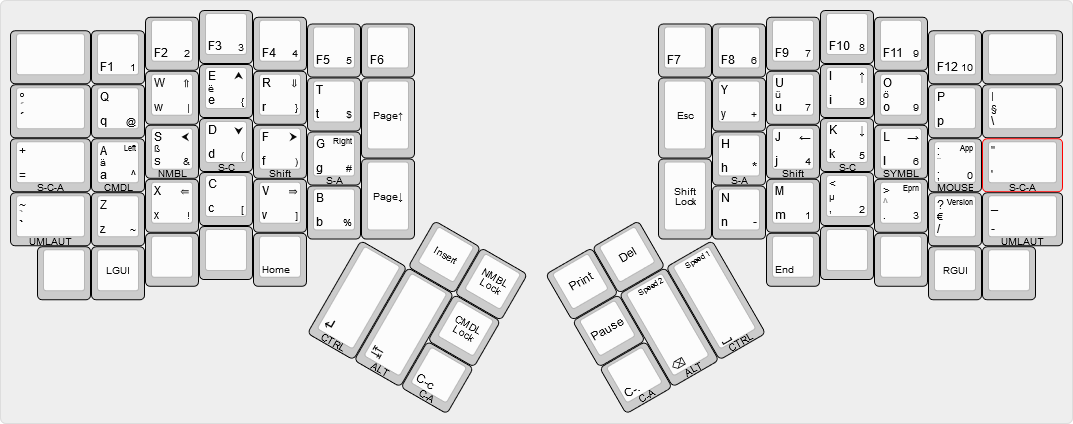 F1 1
F2 2
F3 3
F4 4
F5 5
F6
F7
F8 6
F9 7
F10 8
F11 9
F12 10
°
´
Q
q @
W ⇑
w |
E ⮝
ë
e {
R ⇓
r }
T
t $
Page↑
Esc
Y
y +
U
ü
u 7
I ↑
i 8
O
ö
o 9
P
p
|
§
\
+
=
S-C-A
A Left
ä
a ^
CMDL
S ⮜
ß
s &
NMBL
D ⮟
d (
S-C
F ⮞
f )
Shift
G Right
g #
S-A
H
h *
S-A
J ←
j 4
Shift
K ↓
k 5
S-C
L →
l 6
SYMBL
: App
; 0
MOUSE
"
'
S-C-A
~
`
UMLAUT
Z
z ~
X ⇐
x !
C
c [
V ⇒
v ]
B
b %
Page↓
Shift
Lock
N
n -
M
m 1
<
µ
, 2
> Eprn
^
. 3
? Version
€
/
_
-
UMLAUT
LGUI
Home
End
RGUI
Insert
NMBL
Lock
↵
CTRL
↹
ALT
CMDL
Lock
C-c
C-A
Print
Del
Speed 1
CTRL
Pause
Speed 2
⌫
ALT
C-.
C-A